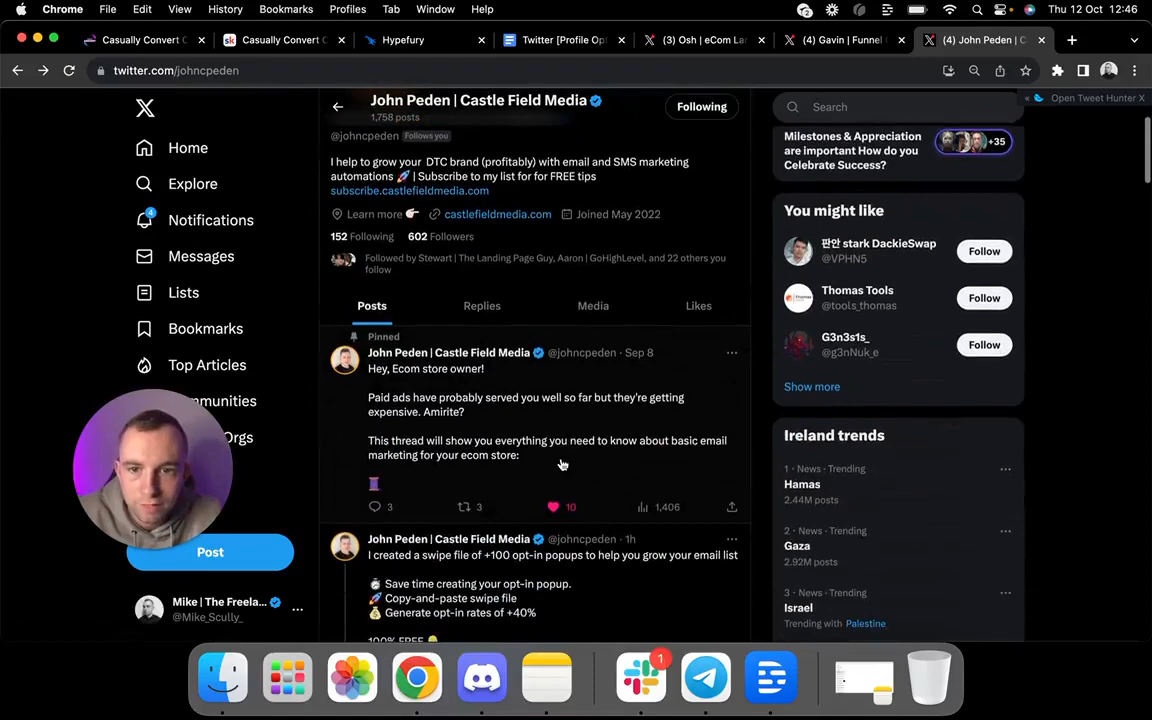 Chrome File Edit View History Bookmarks Profiles Tab Window Help
2
Thu 12 Oct 12:46
Casually Convert C
Casually Convert C
Hypefury
Twitter [Profile Op
(3) Osh | eCom La
(4) Gavin | Funnel
(4) John Peden | C
twitter.com/johncpeden
« Open Tweet Hunter X
John Peden | Castle Field Media
1,758 posts
Following
@johncpeden Follows you
I help to grow your DTC brand (profitably) with email and SMS marketing
automations 🚀 | Subscribe to my list for for FREE tips
subscribe.castlefieldmedia.com
Learn more 👉 castlefieldmedia.com Joined May 2022
152 Following 602 Followers
Followed by Stewart | The Landing Page Guy, Aaron | GoHighLevel, and 22 others you
follow
Posts Replies Media Likes
Pinned
John Peden | Castle Field Media @johncpeden · Sep 8
Hey, Ecom store owner!
Paid ads have probably served you well so far but they're getting
expensive. Amirite?
This thread will show you everything you need to know about basic email
marketing for your ecom store:
🧵
3 3 10 1,406
John Peden | Castle Field Media @johncpeden · 1h
I created a swipe file of +100 opt-in popups to help you grow your email list
⏱️ Save time creating your opt-in popup.
🚀 Copy-and-paste swipe file
💰 Generate opt-in rates of +40%
100% FREE
X
Home
Explore
4
Notifications
Messages
Lists
Bookmarks
Top Articles
mmunities
Orgs
Post
Mike | The Freela...
@Mike_Scully_
Search
Milestones & Appreciation
are important How do you
Celebrate Success?
+35
You might like
판안 stark DackieSwap
@VPHN5
Follow
Thomas Tools
@tools_thomas
Follow
G3n3s1s_
@g3nNuk_e
Follow
Show more
Ireland trends
1 · News · Trending
Hamas
2.44M posts
2 · News · Trending
Gaza
2.92M posts
3 · News · Trending
Israel
Trending with Palestine
1